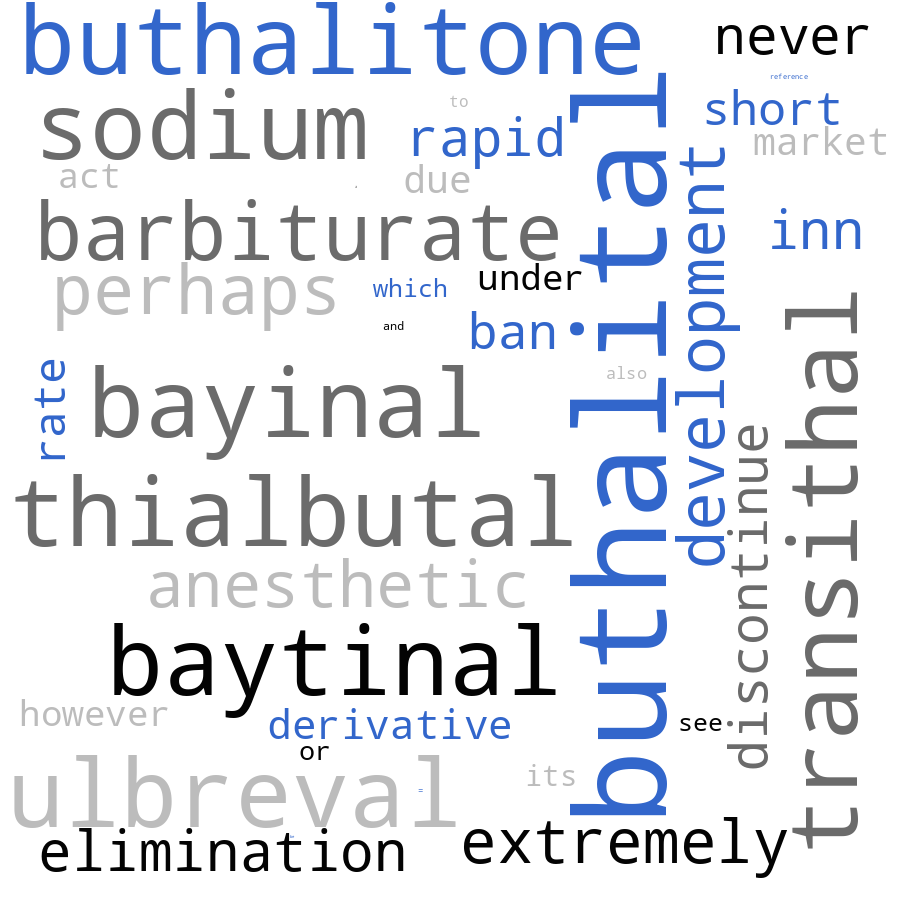 buthalitone
never
reference
sodium
to
rapid
short
market
act
due
barbiturate
inn
perhaps
which
under
and
ban
buthalital
development
transithal
rate
bayinal
also
discontinue
thialbutal
anesthetic
baytinal
however
derivative
see
or
ulbreval
its
=
elimination
extremely